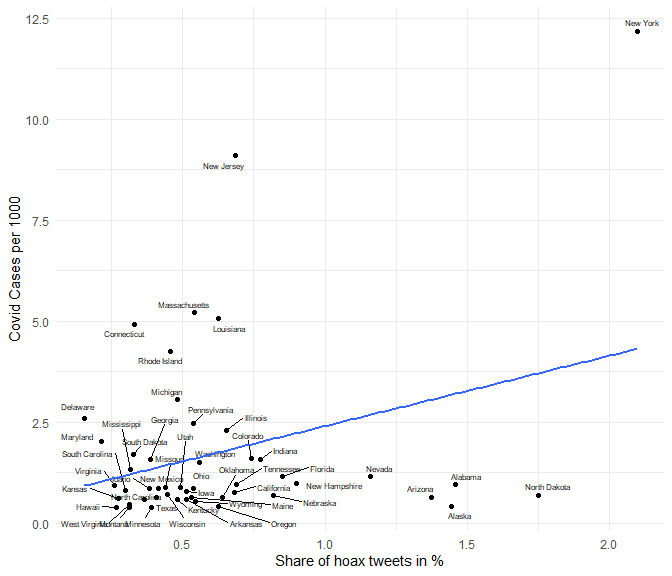 12.5
New York
10.0
New Jersey
7.5
Covid Cases per 1000
Massachusetts
5.0
Louisiana
Connecticut
Rhode Island
Michigan
Delaware
Pennsylvania
Mississippi
Georgia
Illinois
2.5
Maryland
South Dakota
Utah
Colorado
South Carolina
Missouri
Washington
Indiana
Virginia
Idaho
New Mexico
Ohio
Oklahoma
Tennessee
Florida
Nevada
Alabama
Kansas
North Carolina
Iowa
California
New Hampshire
Arizona
North Dakota
Hawaii
Texas
Kentucky
Wyoming
Maine
Nebraska
Alaska
West Virginia
Montana
Minnesota
Wisconsin
Arkansas
Oregon
0.0
0.5
1.0
1.5
2.0
Share of hoax tweets in %